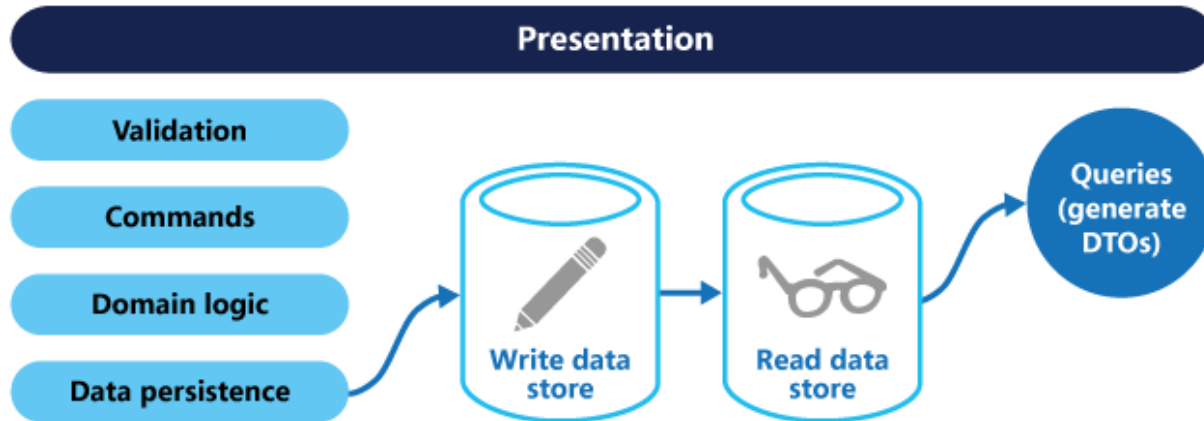 Presentation
Validation
Commands
Domain logic
Data persistence
Write data
store
Read data
store
Queries
(generate
DTOs)